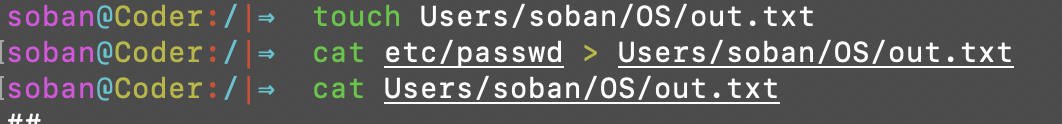 soban@Coder:/|⇒ touch Users/soban/OS/out.txt
soban@Coder:/|⇒ cat etc/passwd > Users/soban/OS/out.txt
soban@Coder:/|⇒ cat Users/soban/OS/out.txt
##